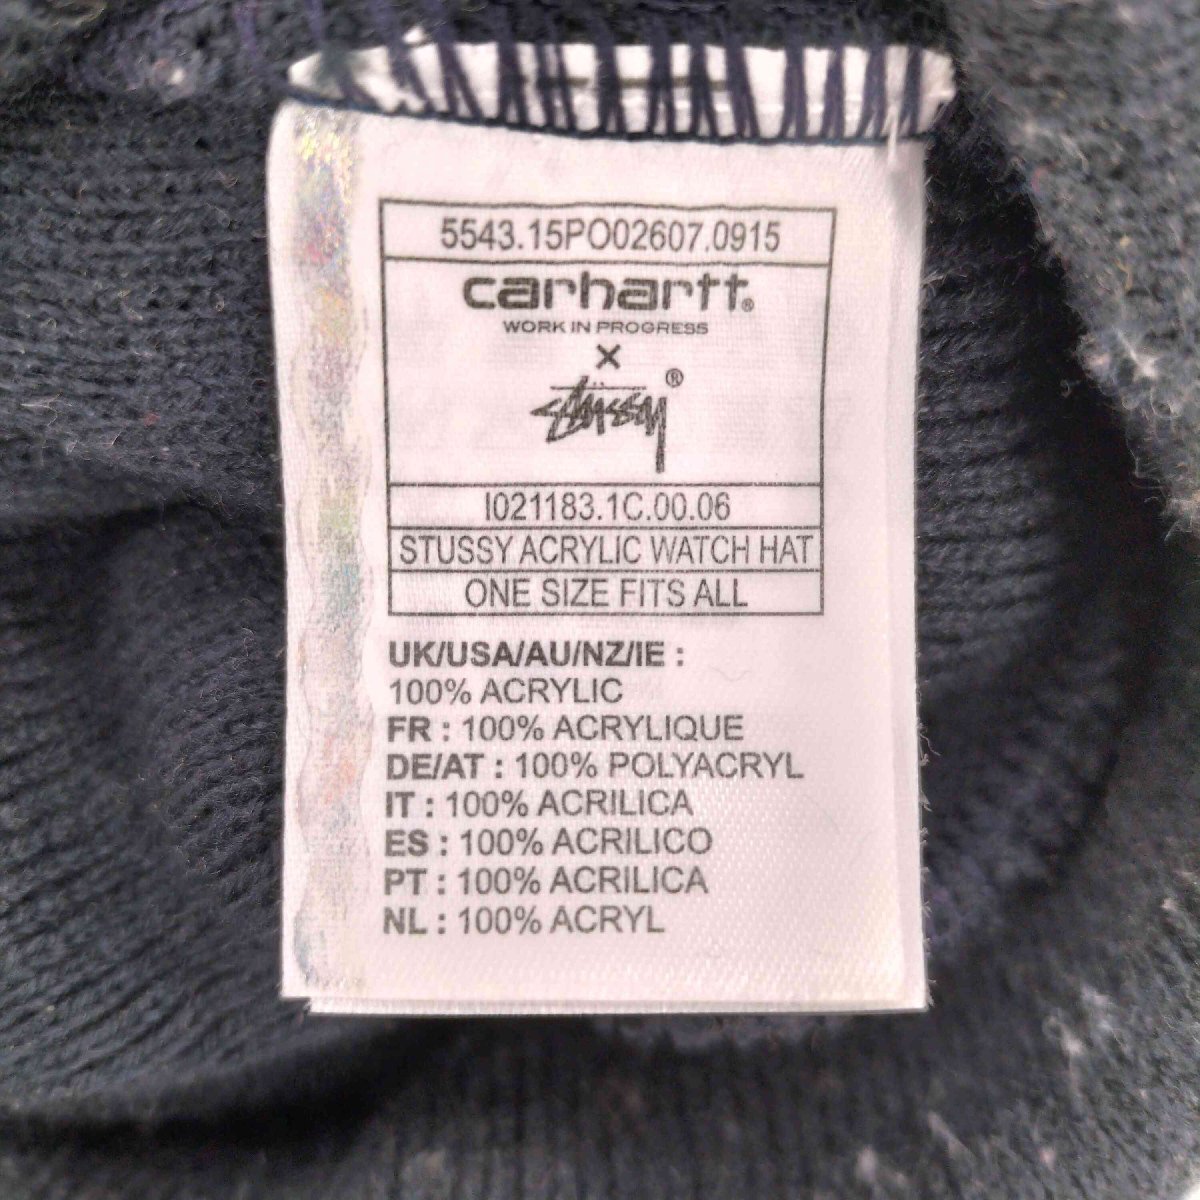 5543.15PO02607.0915
carhartt®
WORK IN PROGRESS
×
Stüssy®
I021183.1C.00.06
STUSSY ACRYLIC WATCH HAT
ONE SIZE FITS ALL
UK/USA/AU/NZ/IE :
100% ACRYLIC
FR : 100% ACRYLIQUE
DE/AT : 100% POLYACRYL
IT : 100% ACRILICA
ES : 100% ACRILICO
PT : 100% ACRILICA
NL : 100% ACRYL